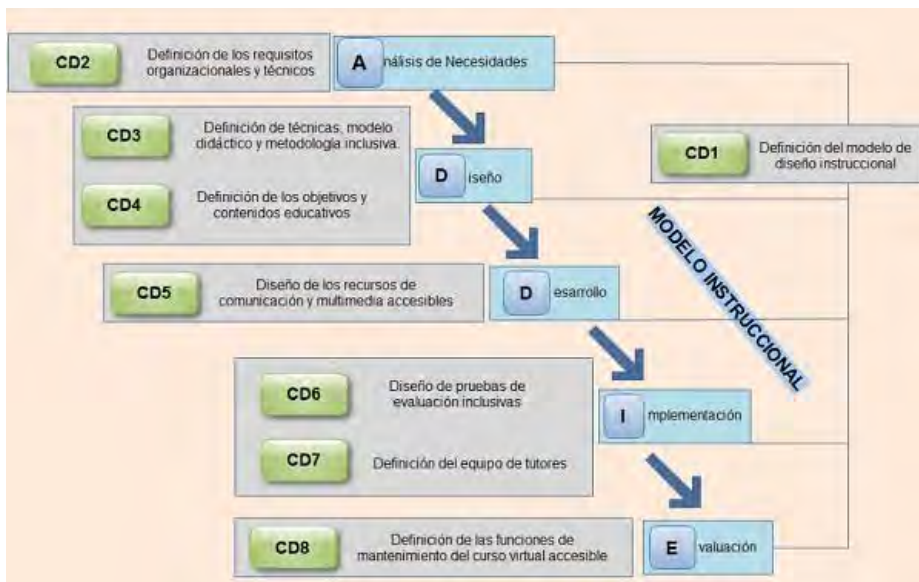 CD2
Definición de los requisitos
organizacionales y técnicos
A nálisis de Necesidades
CD3
Definición de técnicas, modelo
didáctico y metodología inclusiva.
CD1
Definición del modelo de
diseño instruccional
D iseño
CD4
Definición de los objetivos y
contenidos educativos
MODELO INSTRUCCIONAL
CD5
Diseño de los recursos de
comunicación y multimedia accesibles
D esarrollo
CD6
Diseño de pruebas de
evaluación inclusivas
I mplementación
CD7
Definición del equipo de tutores
CD8
Definición de las funciones de
mantenimiento del curso virtual accesible
E valuación